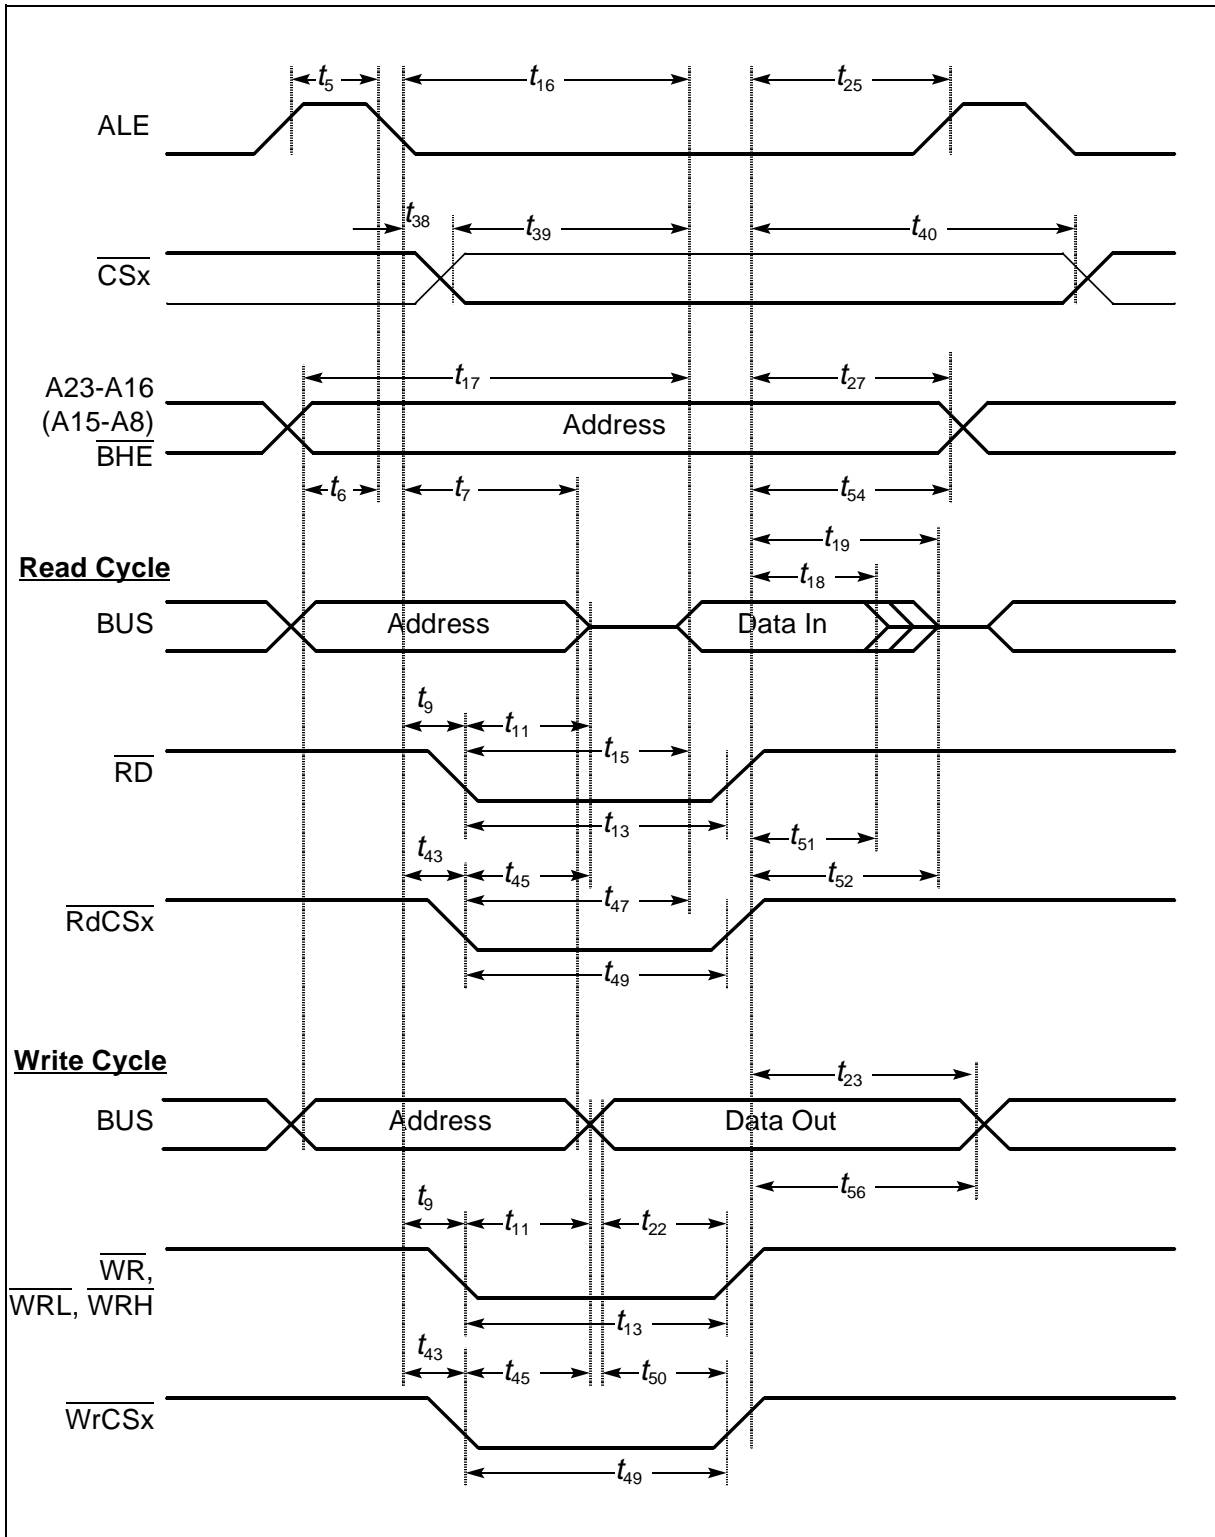 t5 t16 t25
ALE
t38
t39 t40
CSx
A23-A16
(A15-A8)
BHE
t17 t27
Address
t6 t7 t54
t19
Read Cycle
t18
BUS
Address Data In
t9 t11
t15
RD
t13 t51
t43 t45 t52
t47
RdCSx
t49
Write Cycle
t23
BUS
Address Data Out
t56
t9 t11 t22
WR,
WRL, WRH
t13
t43 t45 t50
WrCSx
t49